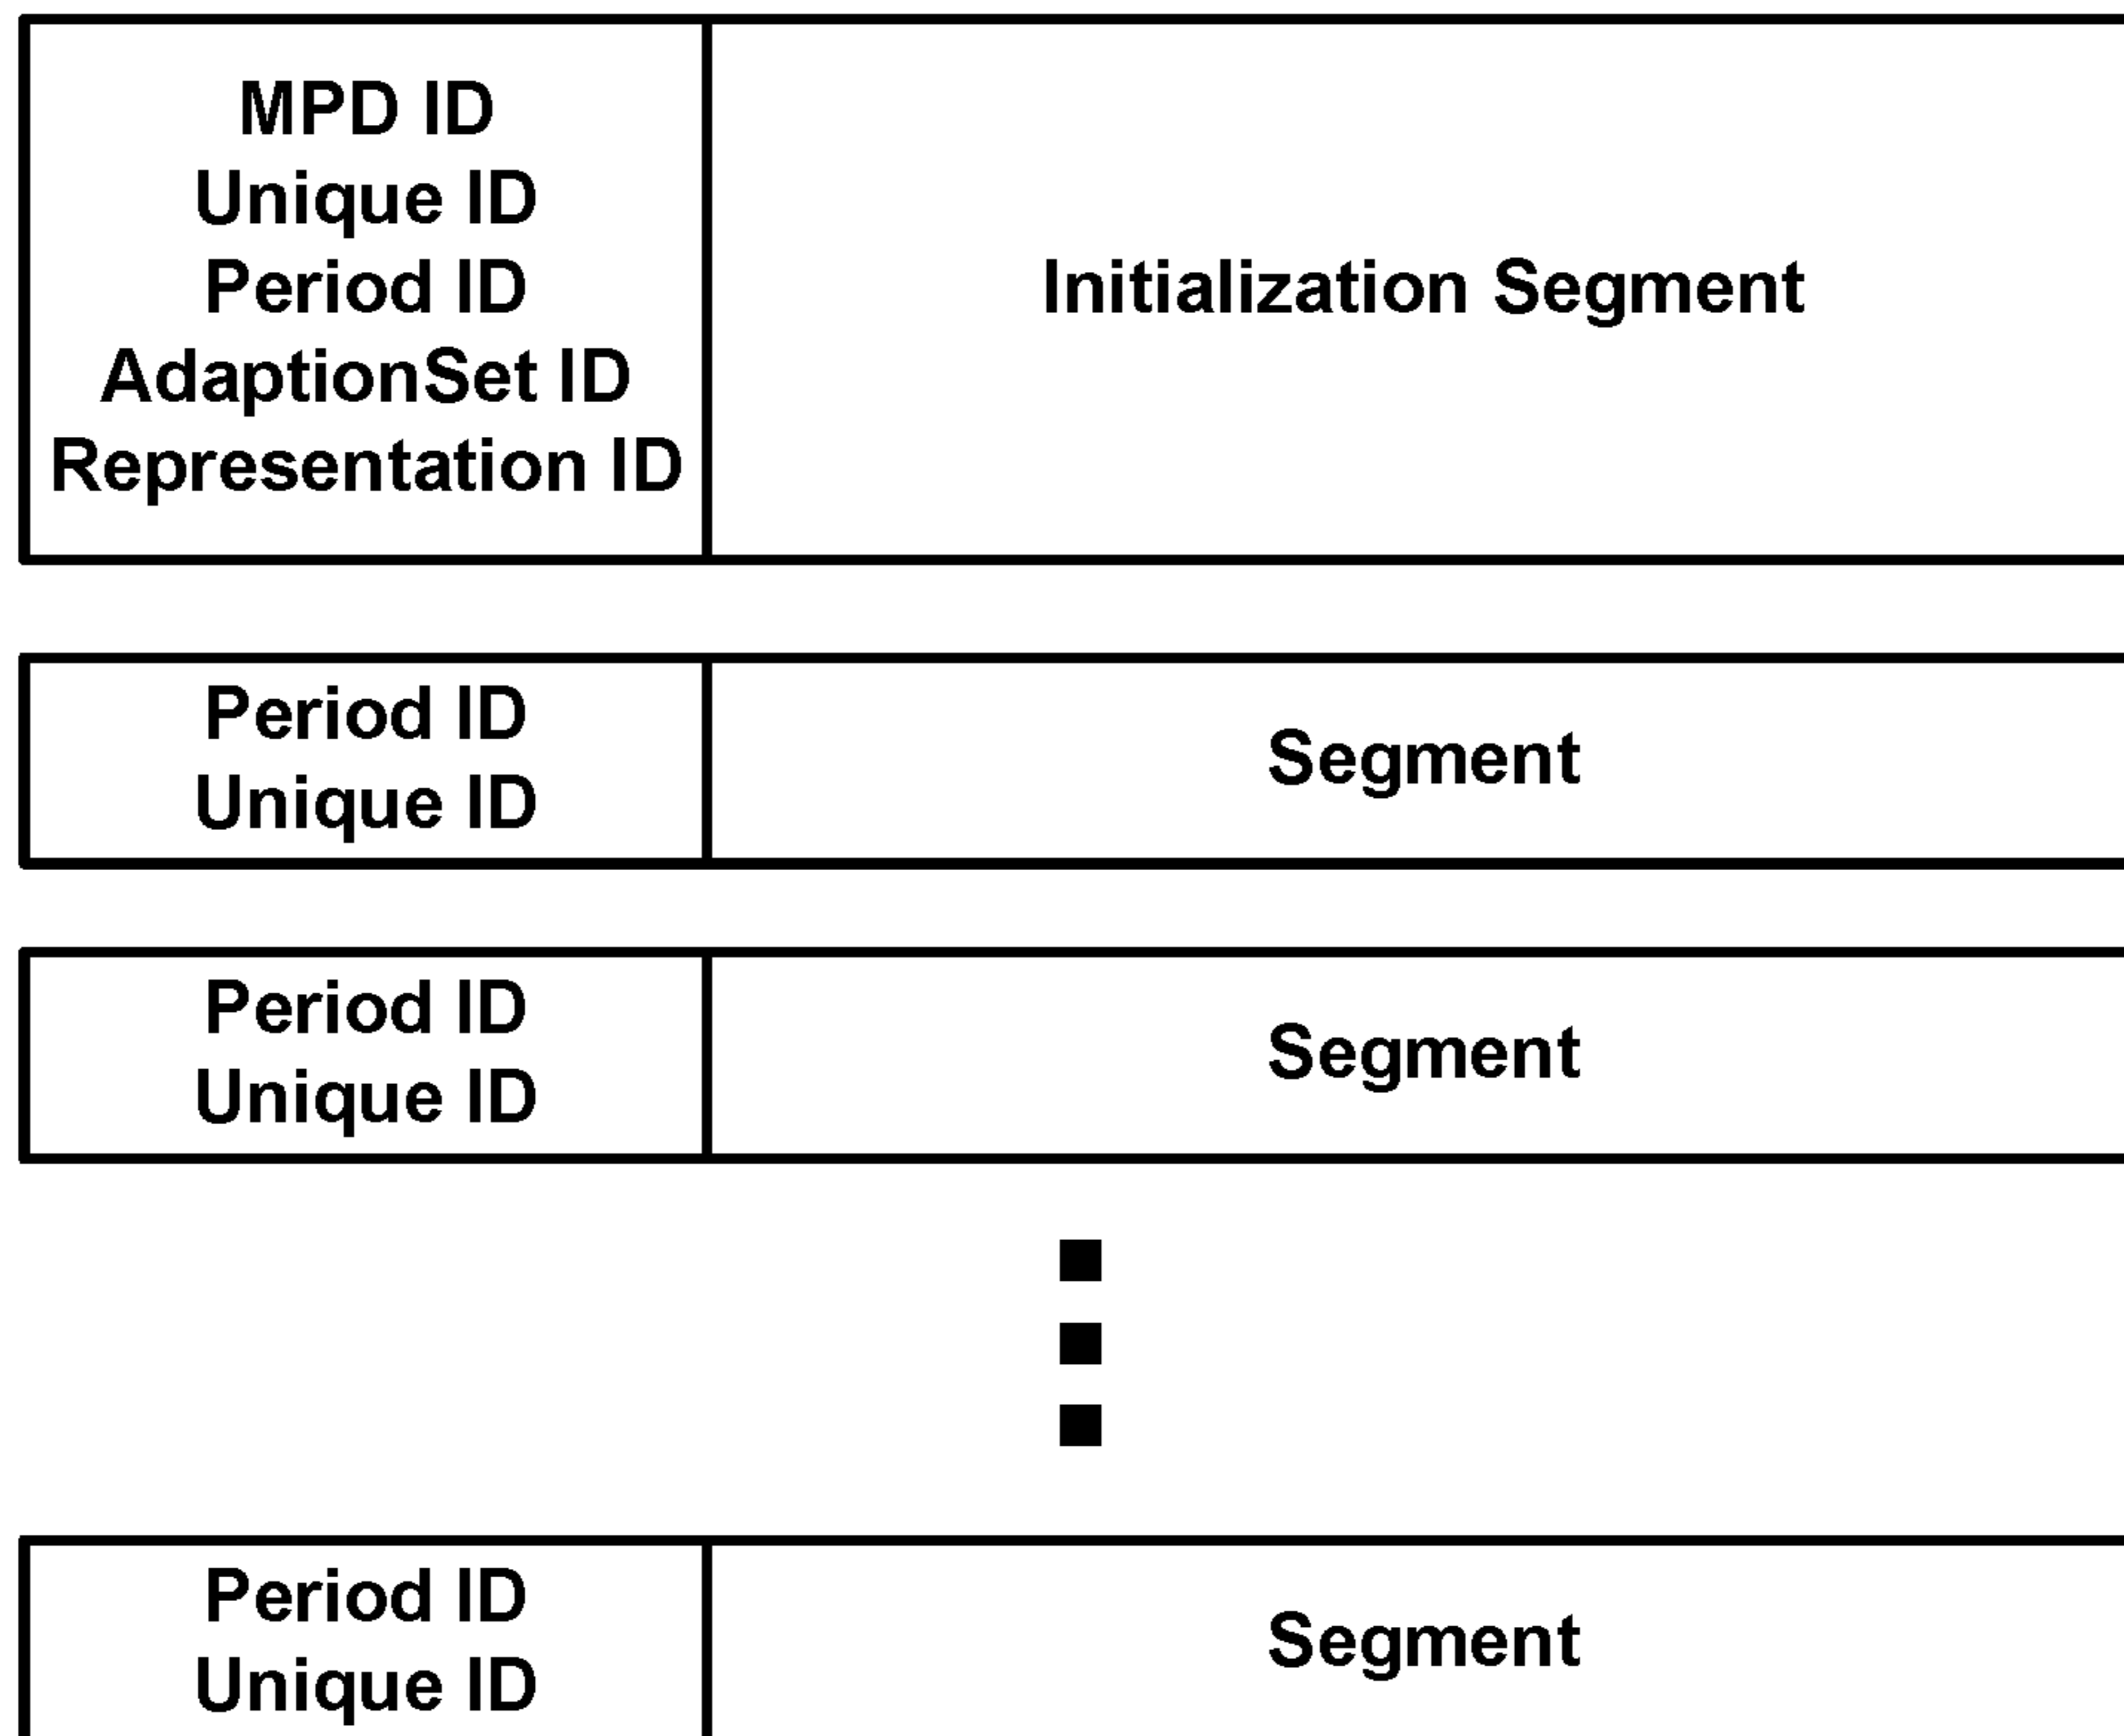 MPD ID
Unique ID
Period ID
AdaptionSet ID
Representation ID
Initialization Segment
Period ID
Unique ID
Segment
Period ID
Unique ID
Segment
Period ID
Unique ID
Segment